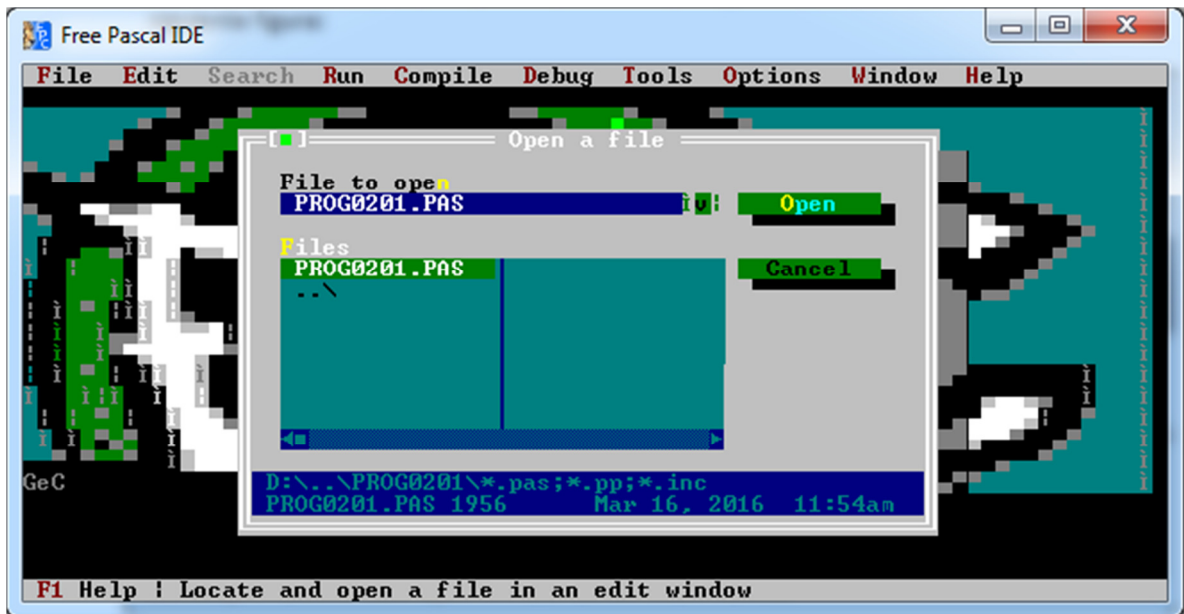 Free Pascal IDE
File Edit Search Run Compile Debug Tools Options Window Help
Open a file
File to open
PROG0201.PAS
Open
Files
PROG0201.PAS
Cancel
..\
GeC
D:\..\PROG0201\*.pas;*.pp;*.inc
PROG0201.PAS 1956 Mar 16, 2016 11:54am
F1 Help ¦ Locate and open a file in an edit window